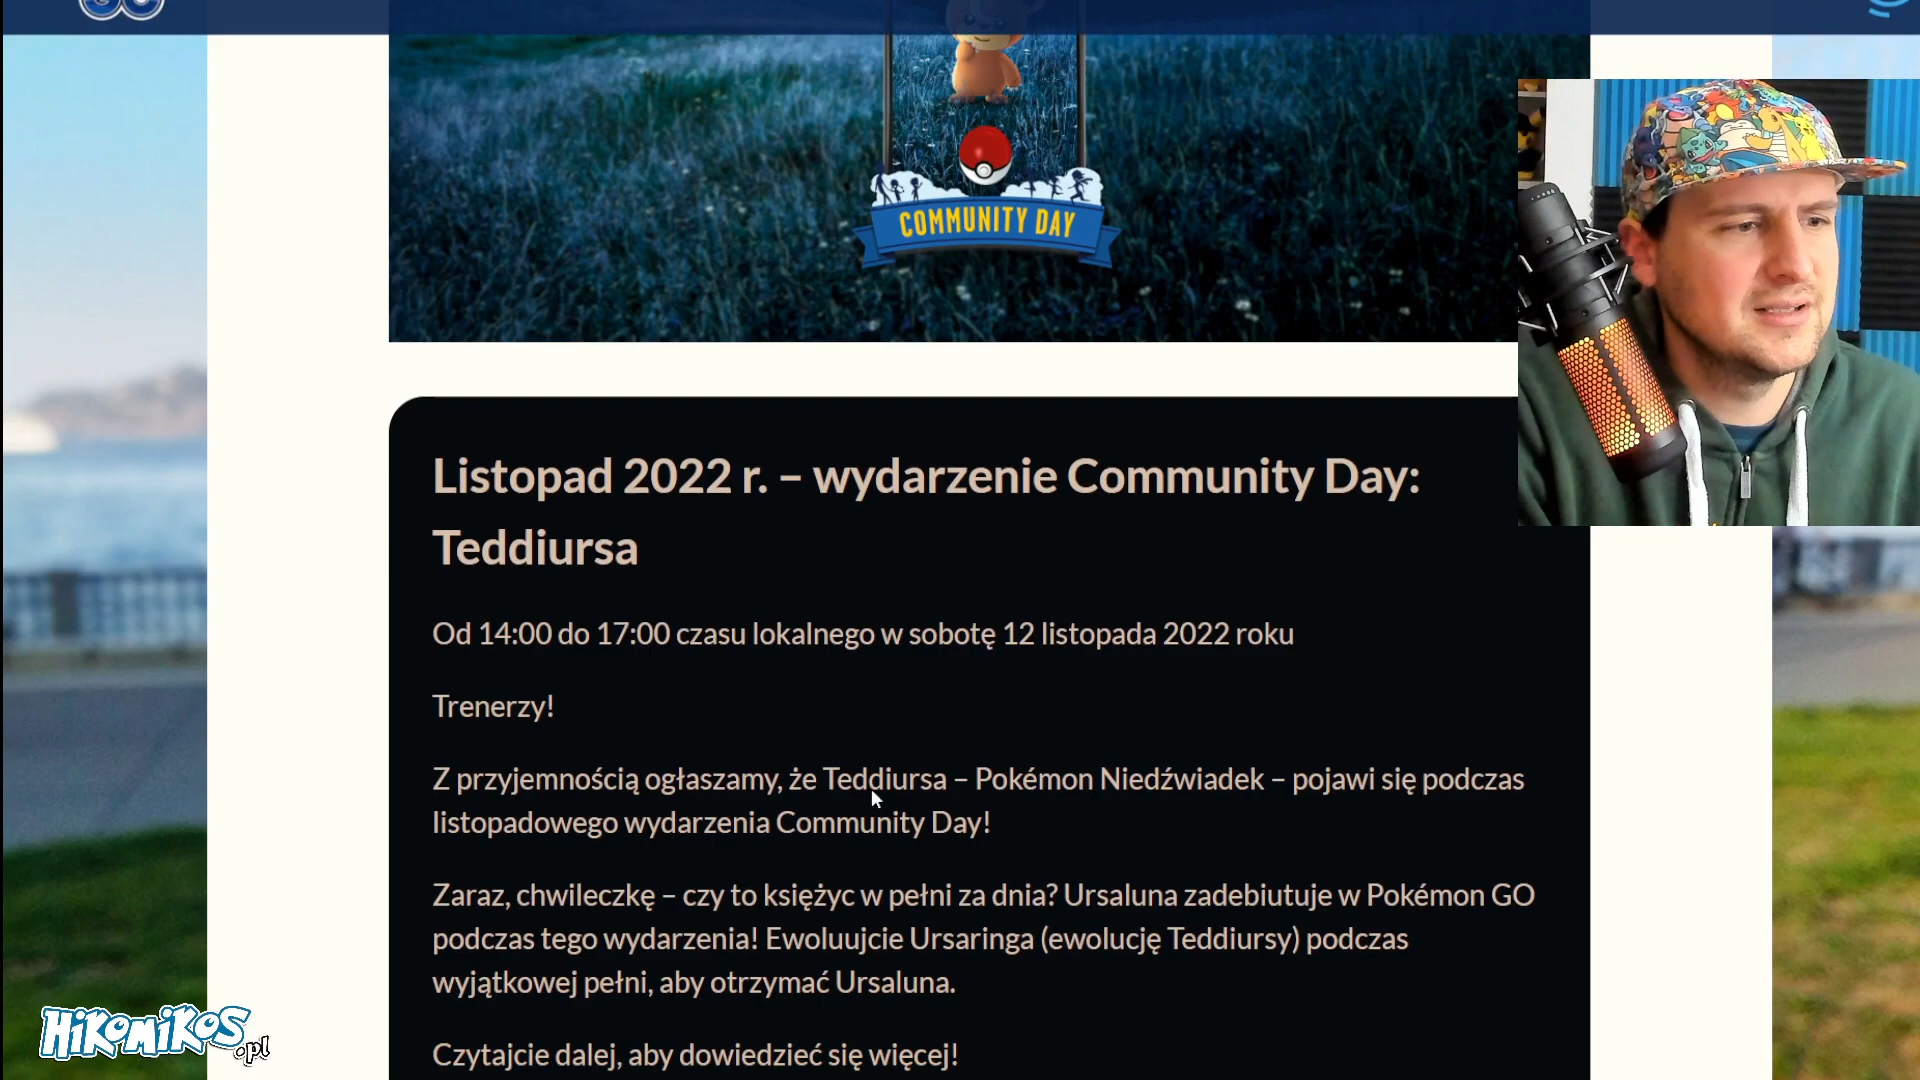 GO
COMMUNITY DAY
Listopad 2022 r. – wydarzenie Community Day:
Teddiursa
Od 14:00 do 17:00 czasu lokalnego w sobotę 12 listopada 2022 roku
Trenerzy!
Z przyjemnością ogłaszamy, że Teddiursa – Pokémon Niedźwiadek – pojawi się podczas
listopadowego wydarzenia Community Day!
Zaraz, chwileczkę – czy to księżyc w pełni za dnia? Ursaluna zadebiutuje w Pokémon GO
podczas tego wydarzenia! Ewoluujcie Ursaringa (ewolucję Teddiursy) podczas
wyjątkowej pełni, aby otrzymać Ursaluna.
Czytajcie dalej, aby dowiedzieć się więcej!
HIKOMIKOS.pl